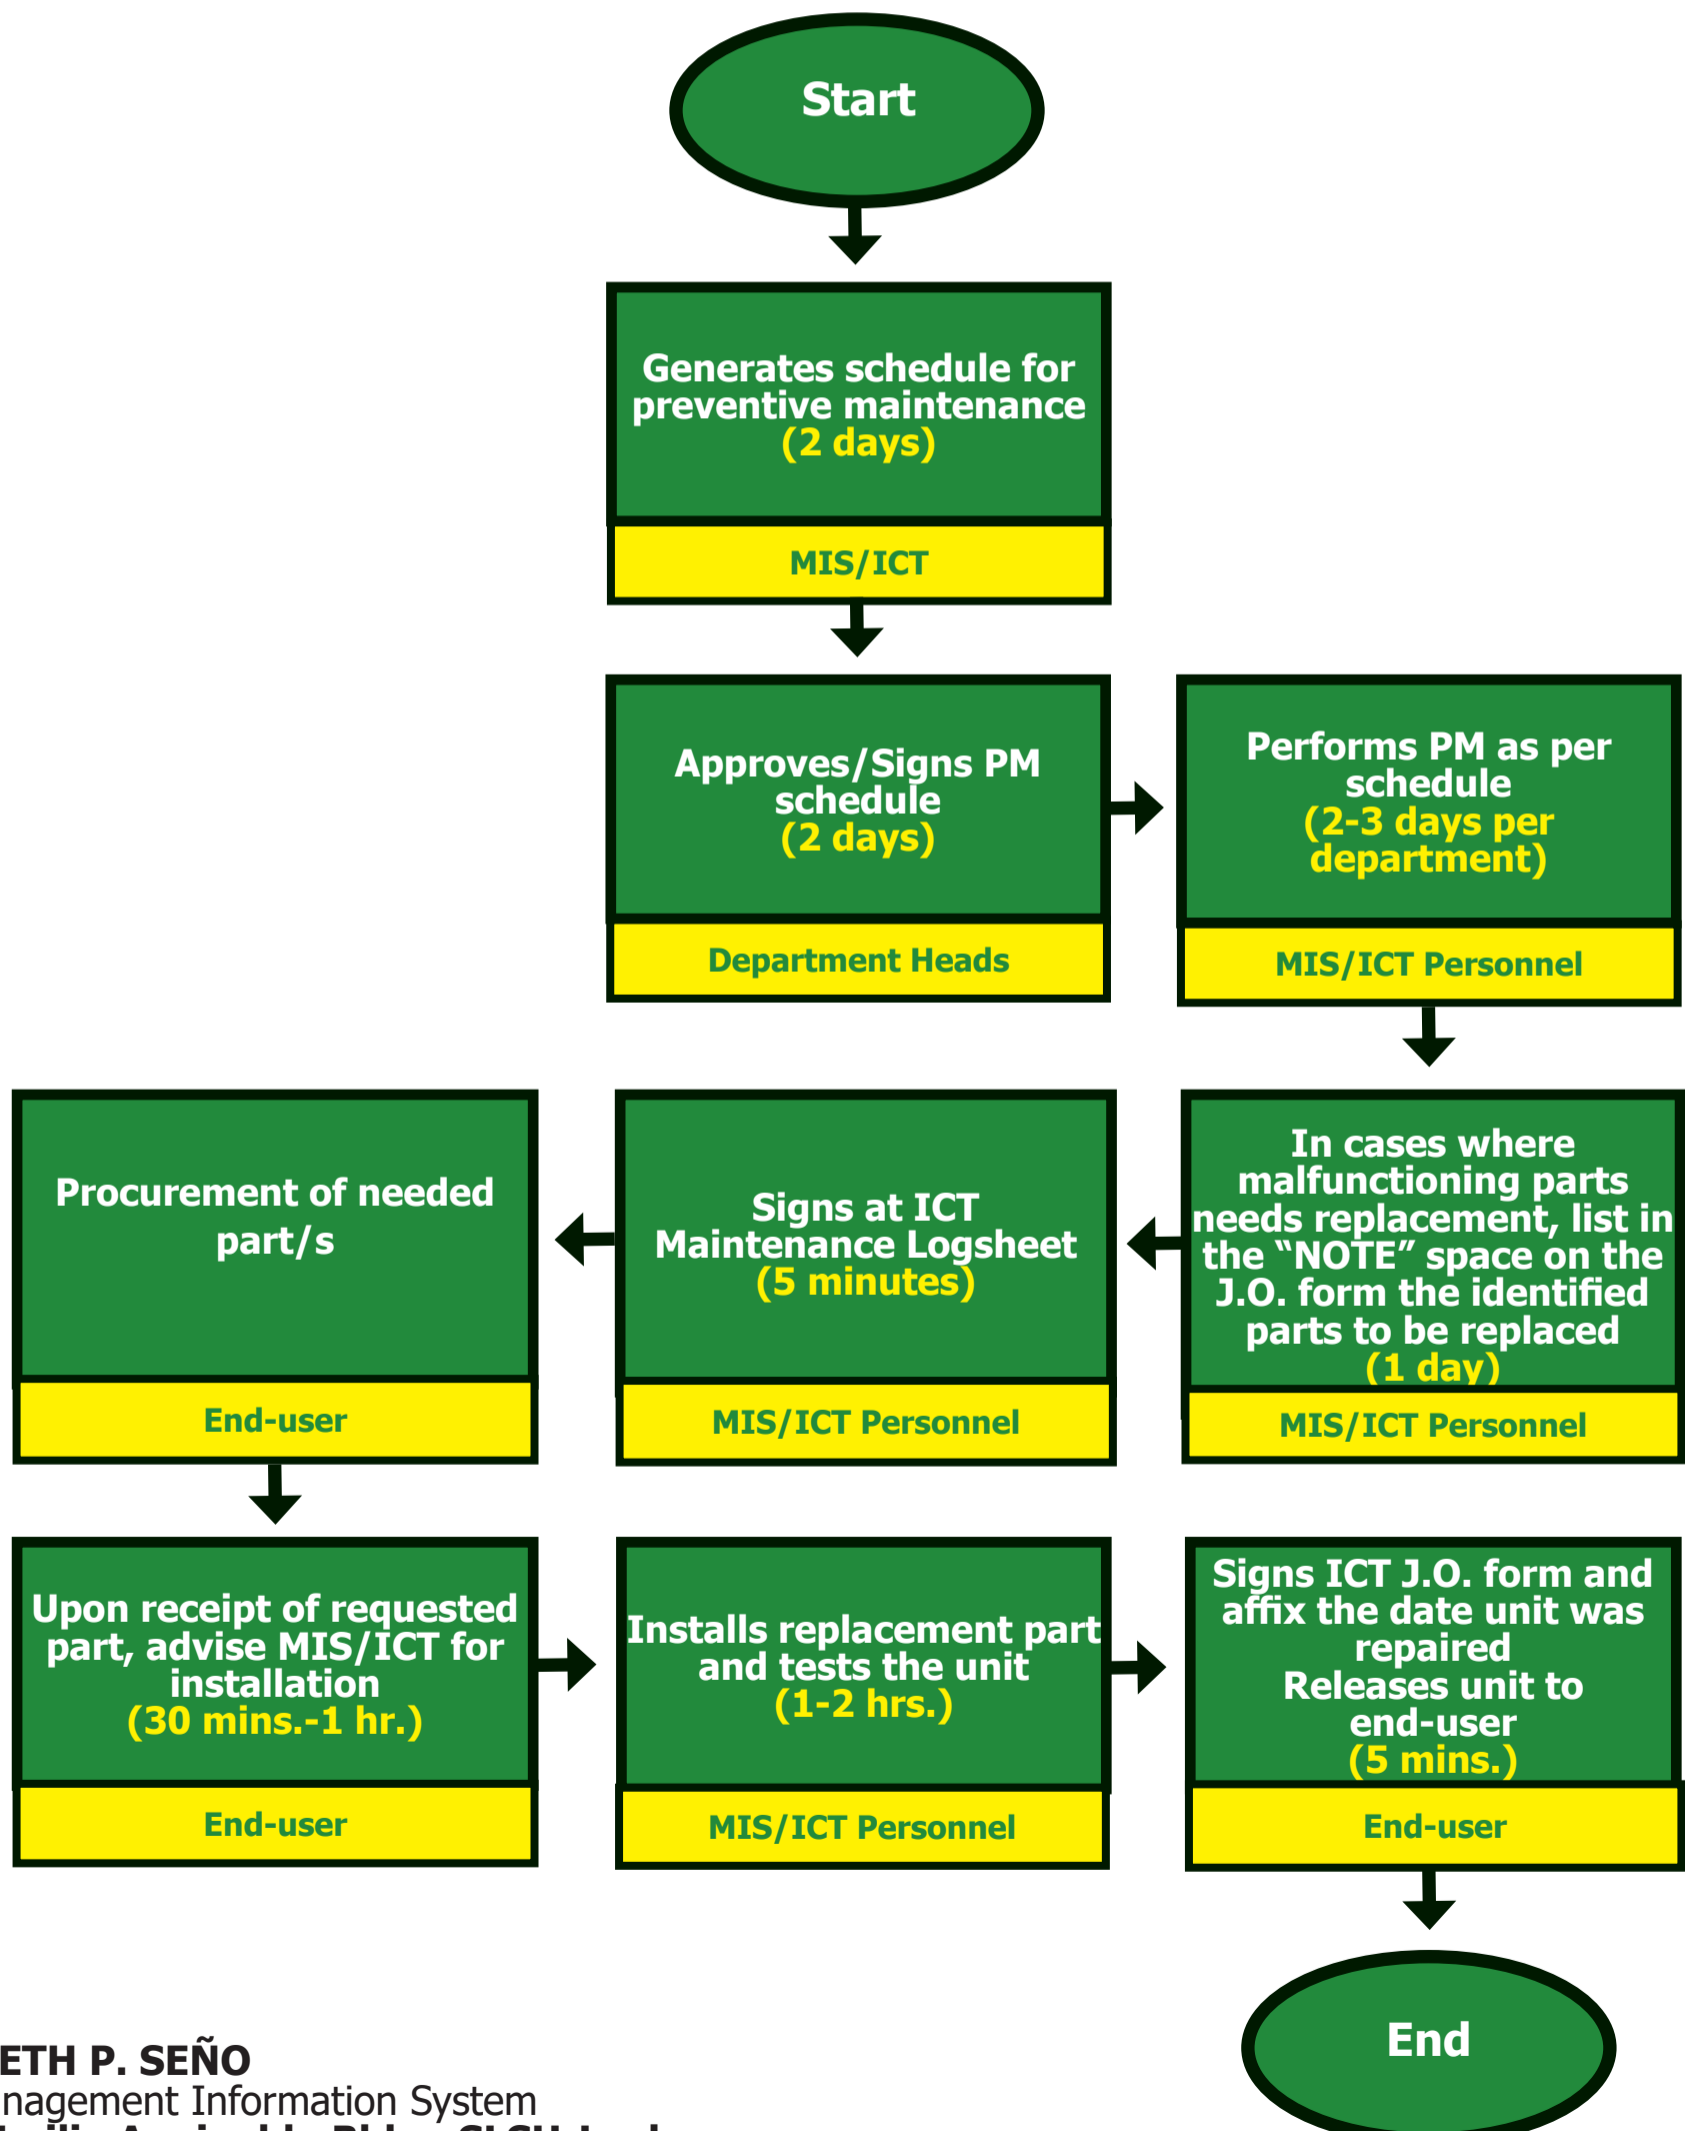 Start
Generates schedule for
preventive maintenance
(2 days)
MIS/ICT
Approves/Signs PM
schedule
(2 days)
Department Heads
Performs PM as per
schedule
(2-3 days per
department)
MIS/ICT Personnel
In cases where
malfunctioning parts
needs replacement, list in
the “NOTE” space on the
J.O. form the identified
parts to be replaced
(1 day)
MIS/ICT Personnel
Signs at ICT
Maintenance Logsheet
(5 minutes)
MIS/ICT Personnel
Procurement of needed
part/s
End-user
Upon receipt of requested
part, advise MIS/ICT for
installation
(30 mins.-1 hr.)
End-user
Installs replacement part
and tests the unit
(1-2 hrs.)
MIS/ICT Personnel
Signs ICT J.O. form and
affix the date unit was
repaired
Releases unit to
end-user
(5 mins.)
End-user
End
ETH P. SEÑO
nagement Information System